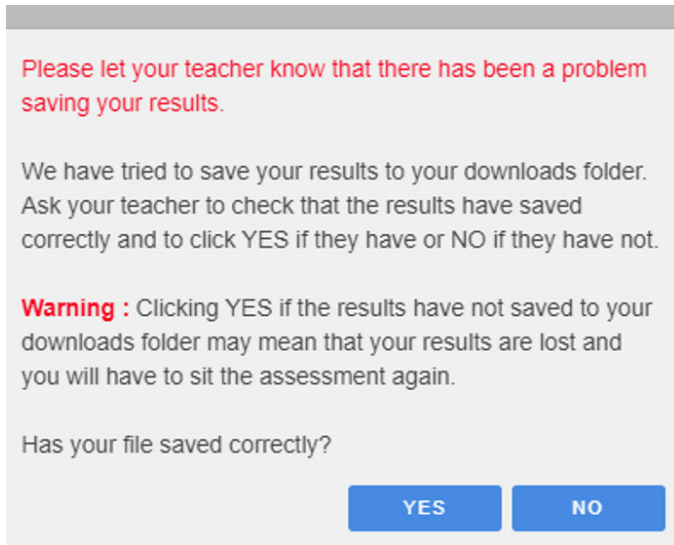 Please let your teacher know that there has been a problem
saving your results.
We have tried to save your results to your downloads folder.
Ask your teacher to check that the results have saved
correctly and to click YES if they have or NO if they have not.
Warning : Clicking YES if the results have not saved to your
downloads folder may mean that your results are lost and
you will have to sit the assessment again.
Has your file saved correctly?
YES NO